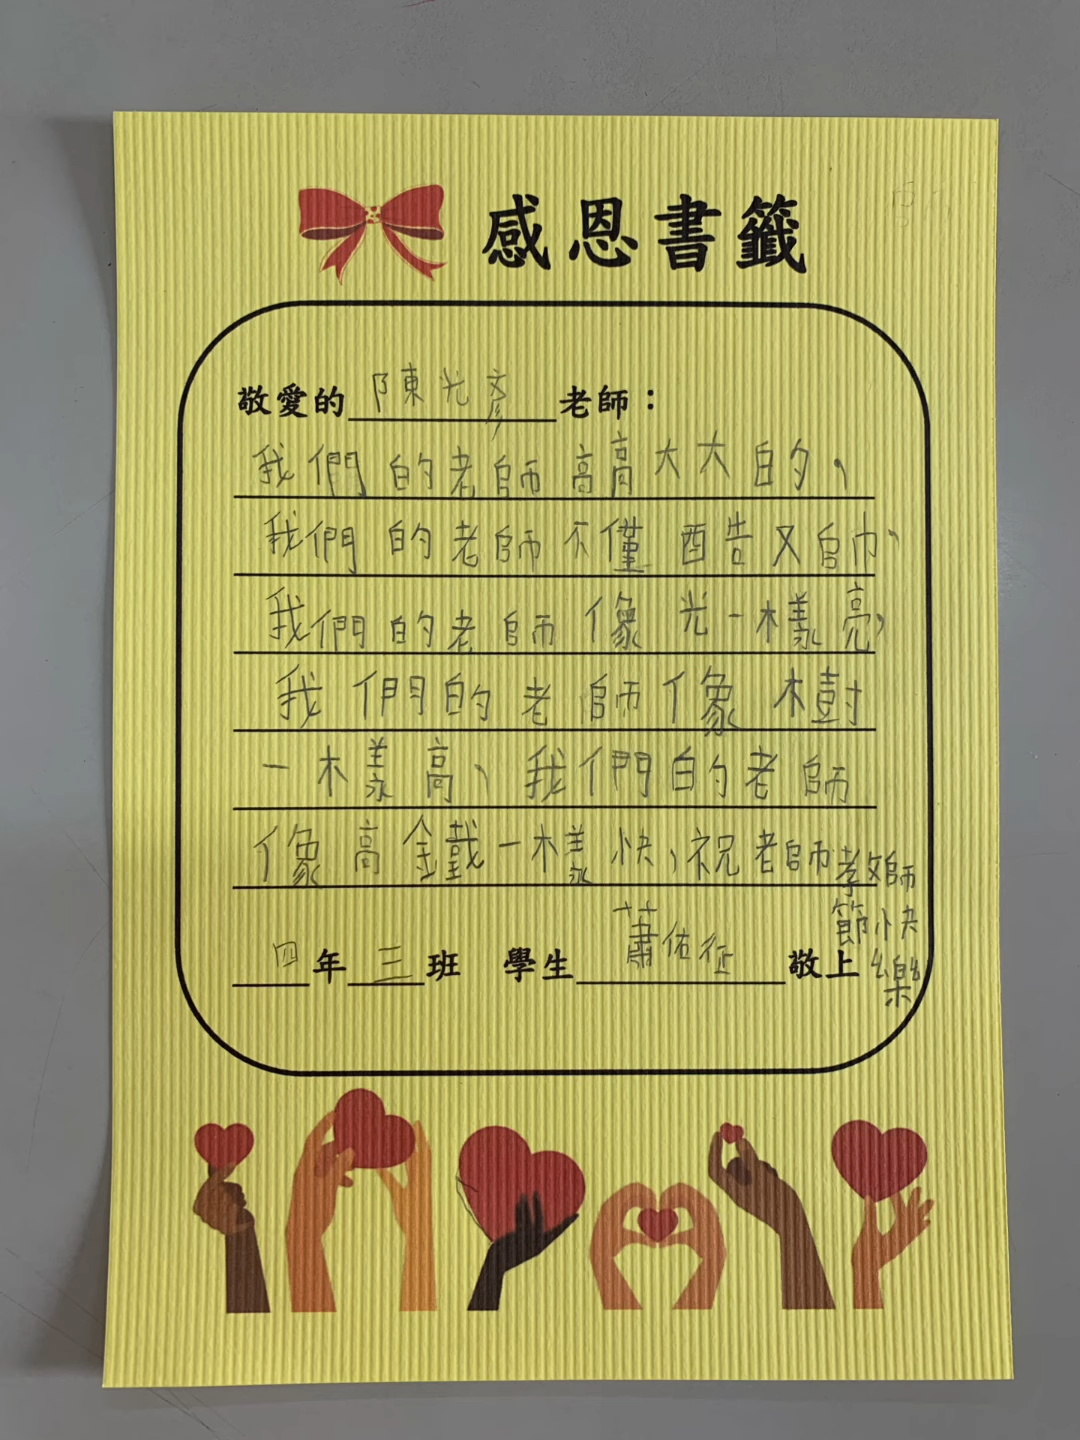 感恩書籤
敬愛的陳光彥老師：
我們的老師高高大大的，
我們的老師不僅酷又帥，
我們的老師像光一樣亮，
我們的老師像樹
一樣高，我們的老師
像高鐵一樣快，祝老師教師
節快
樂
四年三班 學生蕭佑征敬上